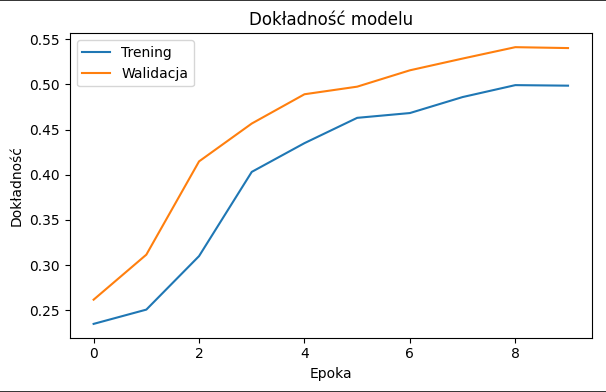 Dokładność modelu
Trening
Walidacja
Dokładność
0.55
0.50
0.45
0.40
0.35
0.30
0.25
0 2 4 6 8
Epoka